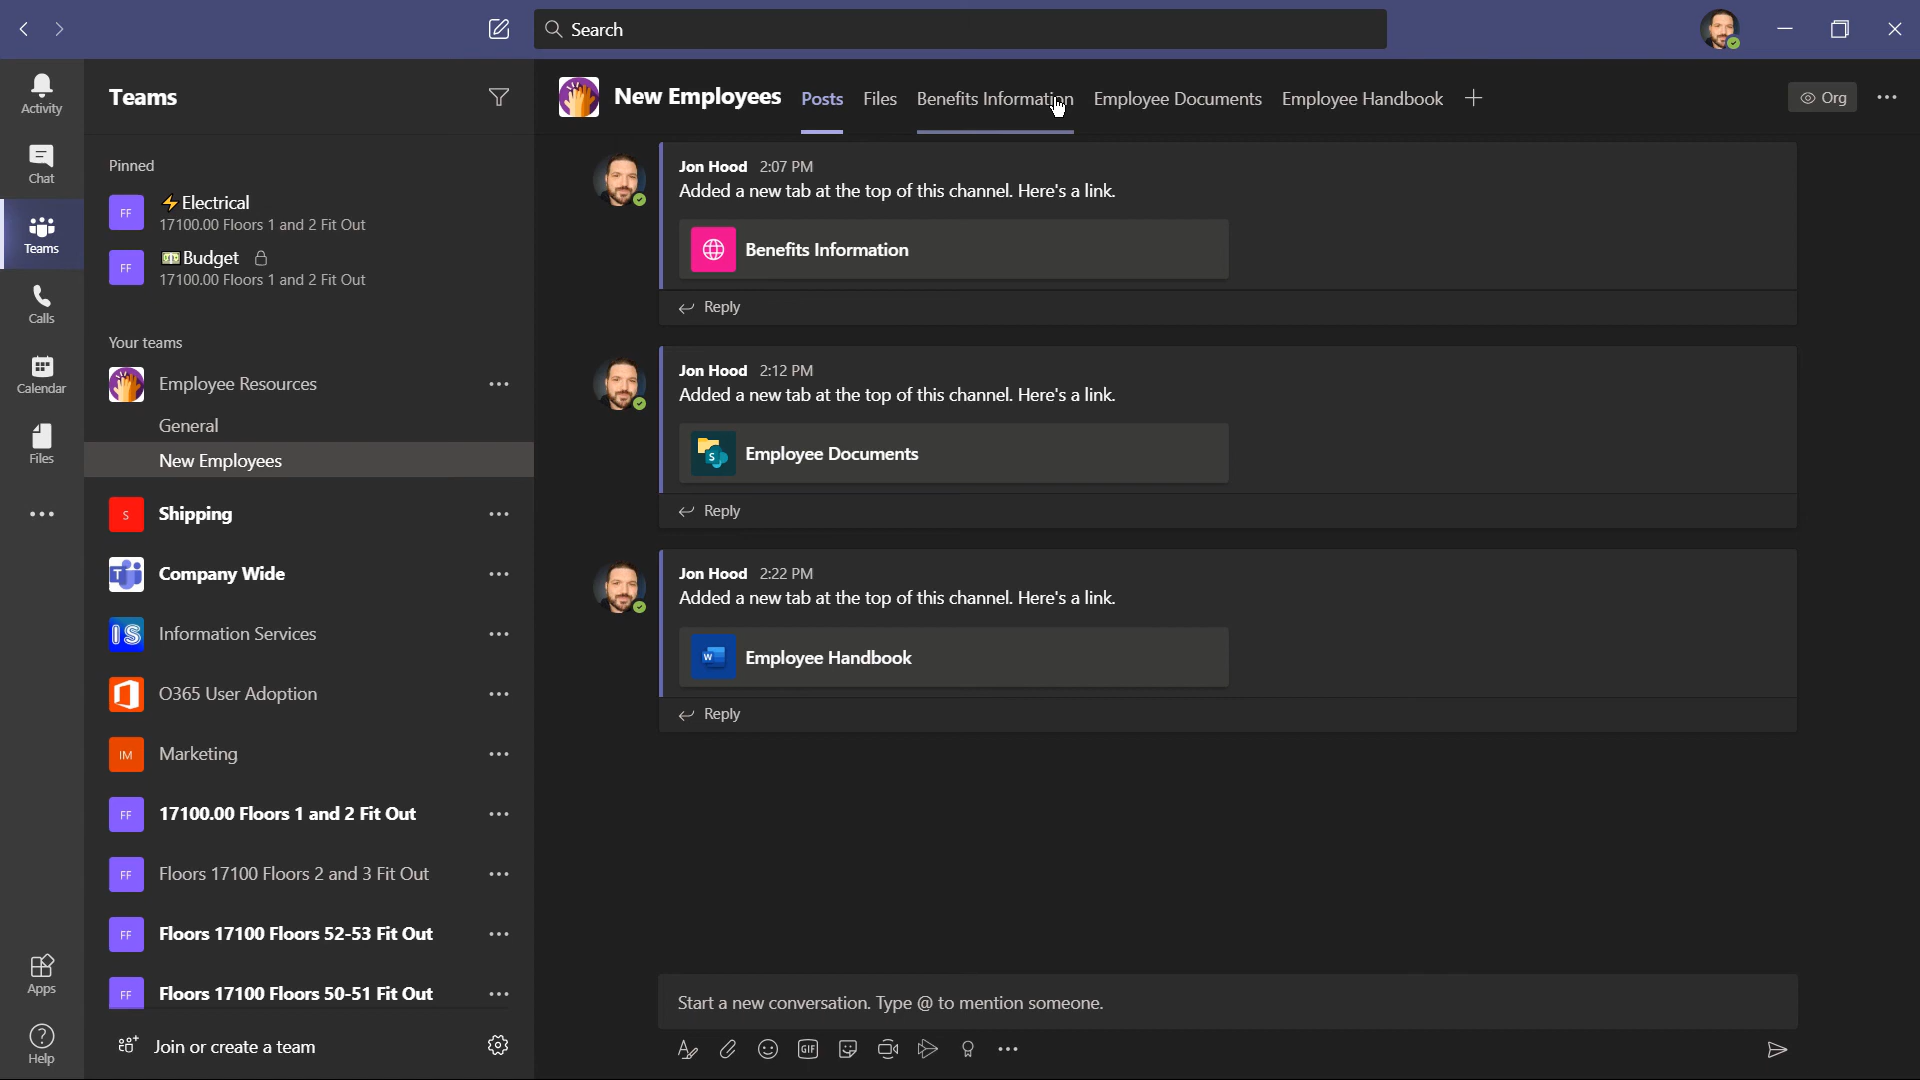 Search
Activity
Chat
Teams
Calls
Calendar
Files
Apps
Help
Teams
Pinned
FF
⚡Electrical
17100.00 Floors 1 and 2 Fit Out
FF
Budget
17100.00 Floors 1 and 2 Fit Out
Your teams
Employee Resources
General
New Employees
S
Shipping
T
Company Wide
IS
Information Services
O365 User Adoption
IM
Marketing
FF
17100.00 Floors 1 and 2 Fit Out
FF
Floors 17100 Floors 2 and 3 Fit Out
FF
Floors 17100 Floors 52-53 Fit Out
FF
Floors 17100 Floors 50-51 Fit Out
Join or create a team
New Employees Posts Files Benefits Information Employee Documents Employee Handbook
Org
Jon Hood 2:07 PM
Added a new tab at the top of this channel. Here's a link.
Benefits Information
Reply
Jon Hood 2:12 PM
Added a new tab at the top of this channel. Here's a link.
S
Employee Documents
Reply
Jon Hood 2:22 PM
Added a new tab at the top of this channel. Here's a link.
W
Employee Handbook
Reply
Start a new conversation. Type @ to mention someone.
GIF